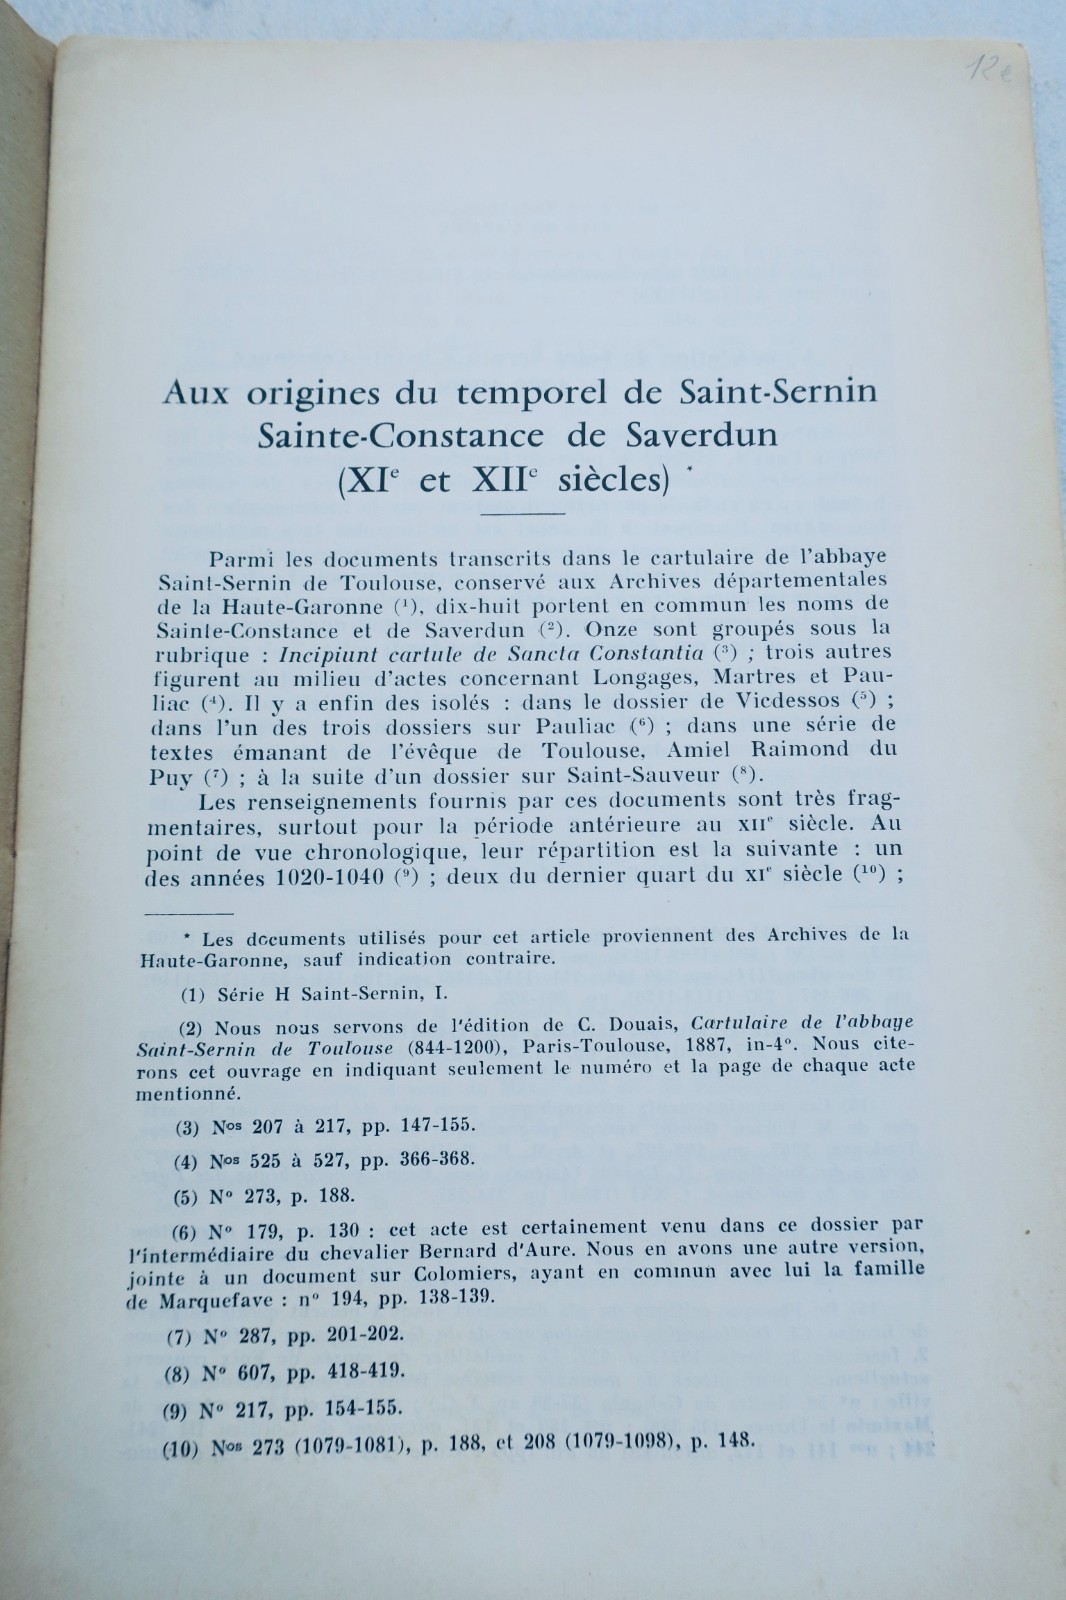 12e
Aux origines du temporel de Saint-Sernin
Sainte-Constance de Saverdun
(XIe et XIIe siècles) *
Parmi les documents transcrits dans le cartulaire de l'abbaye
Saint-Sernin de Toulouse, conservé aux Archives départementales
de la Haute-Garonne (¹), dix-huit portent en commun les noms de
Sainte-Constance et de Saverdun (²). Onze sont groupés sous la
rubrique : Incipiunt cartule de Sancta Constantia (³) ; trois autres
figurent au milieu d'actes concernant Longages, Martres et Pau-
liac (⁴). Il y a enfin des isolés : dans le dossier de Vicdessos (⁵) ;
dans l'un des trois dossiers sur Pauliac (⁶) ; dans une série de
textes émanant de l'évêque de Toulouse, Amiel Raimond du
Puy (⁷) ; à la suite d'un dossier sur Saint-Sauveur (⁸).
Les renseignements fournis par ces documents sont très frag-
mentaires, surtout pour la période antérieure au XIIe siècle. Au
point de vue chronologique, leur répartition est la suivante : un
des années 1020-1040 (⁹) ; deux du dernier quart du XIe siècle (¹⁰) ;
* Les documents utilisés pour cet article proviennent des Archives de la
Haute-Garonne, sauf indication contraire.
(1) Série H Saint-Sernin, I.
(2) Nous nous servons de l'édition de C. Douais, Cartulaire de l'abbaye
Saint-Sernin de Toulouse (844-1200), Paris-Toulouse, 1887, in-4°. Nous cite-
rons cet ouvrage en indiquant seulement le numéro et la page de chaque acte
mentionné.
(3) Nos 207 à 217, pp. 147-155.
(4) Nos 525 à 527, pp. 366-368.
(5) N° 273, p. 188.
(6) N° 179, p. 130 : cet acte est certainement venu dans ce dossier par
l'intermédiaire du chevalier Bernard d'Aure. Nous en avons une autre version,
jointe à un document sur Colomiers, ayant en commun avec lui la famille
de Marquefave : n° 194, pp. 138-139.
(7) N° 287, pp. 201-202.
(8) N° 607, pp. 418-419.
(9) N° 217, pp. 154-155.
(10) Nos 273 (1079-1081), p. 188, et 208 (1079-1098), p. 148.